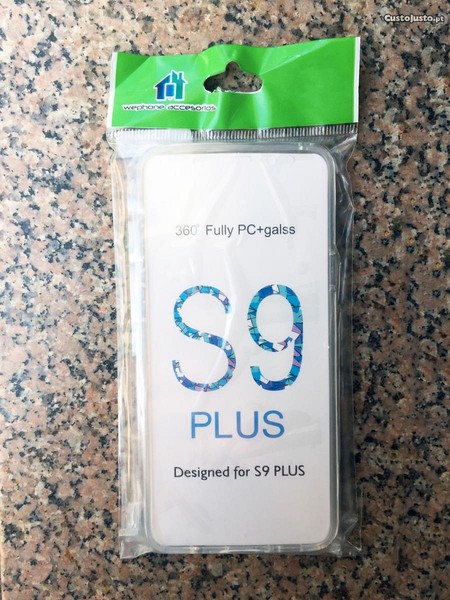 CustoJusto.pt
wephone accesorios
360° Fully PC+galss
S9
PLUS
Designed for S9 PLUS